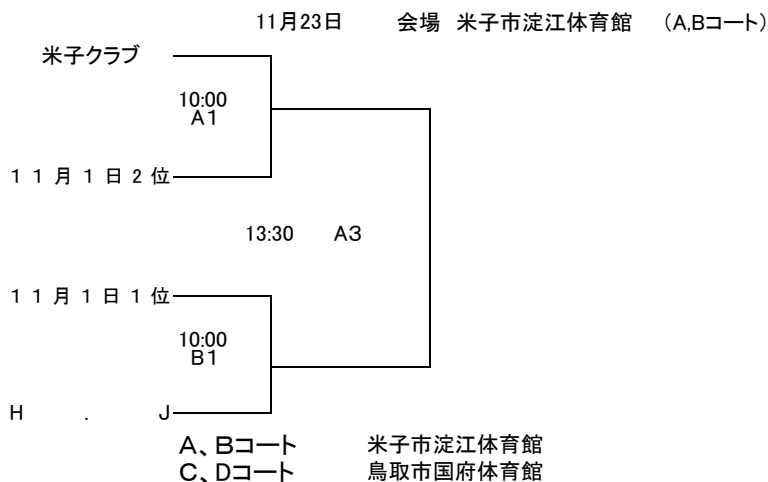 11月23日 会場 米子市淀江体育館 （A,Bコート）
米子クラブ
10:00
A1
１１月１日２位
13:30 A3
１１月１日１位
10:00
B1
H . J
A、Bコート 米子市淀江体育館
C、Dコート 鳥取市国府体育館